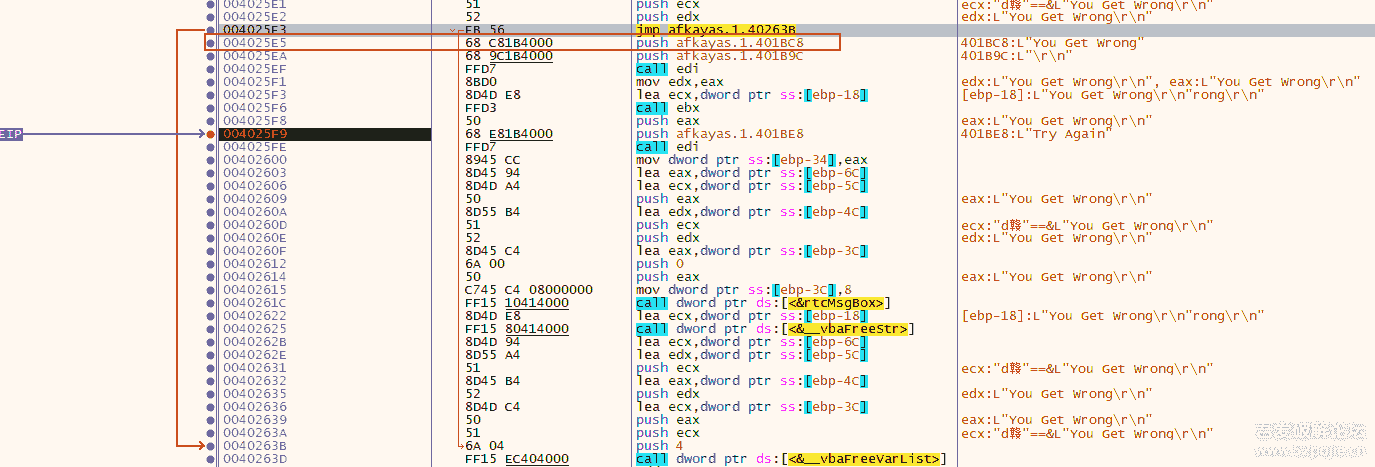 004025E1 51 push ecx ecx:"d籛"==&L"You Get Wrong\r\n"
004025E2 52 push edx edx:L"You Get Wrong\r\n"
004025E3 EB 56 jmp afkayas.1.40263B
004025E5 68 C81B4000 push afkayas.1.401BC8 401BC8:L"You Get Wrong"
004025EA 68 9C1B4000 push afkayas.1.401B9C 401B9C:L"\r\n"
004025EF FFD7 call edi
004025F1 8BD0 mov edx,eax edx:L"You Get Wrong\r\n", eax:L"You Get Wrong\r\n"
004025F3 8D4D E8 lea ecx,dword ptr ss:[ebp-18] [ebp-18]:L"You Get Wrong\r\n"rong\r\n"
004025F6 FFD3 call ebx
004025F8 50 push eax eax:L"You Get Wrong\r\n"
EIP 004025F9 68 E81B4000 push afkayas.1.401BE8 401BE8:L"Try Again"
004025FE FFD7 call edi
00402600 8945 CC mov dword ptr ss:[ebp-34],eax
00402603 8D45 94 lea eax,dword ptr ss:[ebp-6C]
00402606 8D4D A4 lea ecx,dword ptr ss:[ebp-5C]
00402609 50 push eax eax:L"You Get Wrong\r\n"
0040260A 8D55 B4 lea edx,dword ptr ss:[ebp-4C]
0040260D 51 push ecx ecx:"d籛"==&L"You Get Wrong\r\n"
0040260E 52 push edx edx:L"You Get Wrong\r\n"
0040260F 8D45 C4 lea eax,dword ptr ss:[ebp-3C]
00402612 6A 00 push 0
00402614 50 push eax eax:L"You Get Wrong\r\n"
00402615 C745 C4 08000000 mov dword ptr ss:[ebp-3C],8
0040261C FF15 10414000 call dword ptr ds:[<&rtcMsgBox>]
00402622 8D4D E8 lea ecx,dword ptr ss:[ebp-18] [ebp-18]:L"You Get Wrong\r\n"rong\r\n"
00402625 FF15 80414000 call dword ptr ds:[<&__vbaFreeStr>]
0040262B 8D4D 94 lea ecx,dword ptr ss:[ebp-6C]
0040262E 8D55 A4 lea edx,dword ptr ss:[ebp-5C]
00402631 51 push ecx ecx:"d籛"==&L"You Get Wrong\r\n"
00402632 8D45 B4 lea eax,dword ptr ss:[ebp-4C]
00402635 52 push edx edx:L"You Get Wrong\r\n"
00402636 8D4D C4 lea ecx,dword ptr ss:[ebp-3C]
00402639 50 push eax eax:L"You Get Wrong\r\n"
0040263A 51 push ecx ecx:"d籛"==&L"You Get Wrong\r\n"
0040263B 6A 04 push 4
0040263D FF15 EC404000 call dword ptr ds:[<&__vbaFreeVarList>]